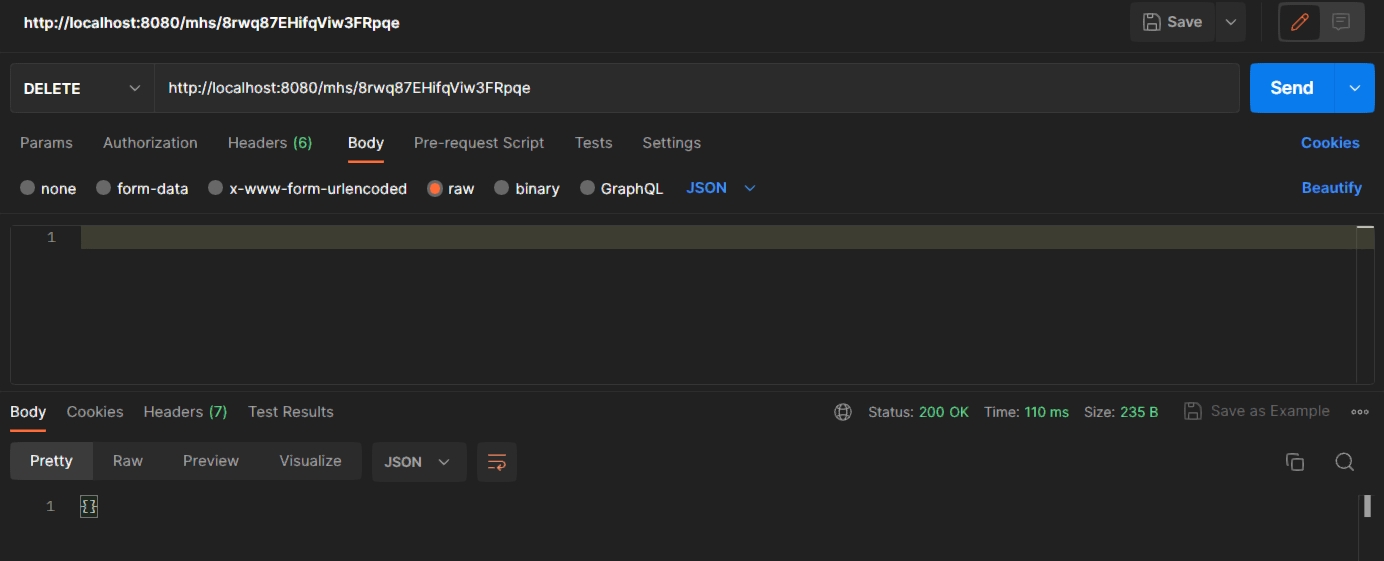 http://localhost:8080/mhs/8rwq87EHifqViw3FRpqe Save
DELETE http://localhost:8080/mhs/8rwq87EHifqViw3FRpqe Send
Params Authorization Headers (6) Body Pre-request Script Tests Settings Cookies
none form-data x-www-form-urlencoded raw binary GraphQL JSON Beautify
1
Body Cookies Headers (7) Test Results Status: 200 OK Time: 110 ms Size: 235 B Save as Example
Pretty Raw Preview Visualize JSON
1 {}